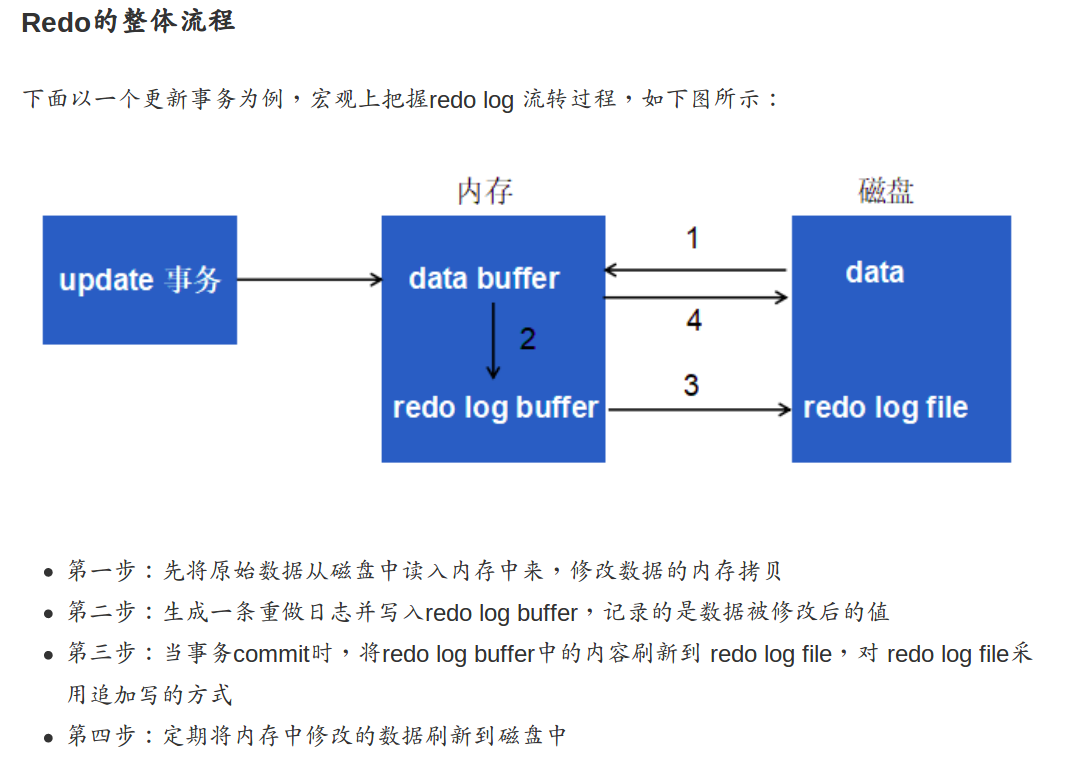 Redo的整体流程
下面以一个更新事务为例，宏观上把握redo log 流转过程，如下图所示：
内存
磁盘
update 事务
data buffer
1
data
4
2
3
redo log buffer
redo log file
第一步：先将原始数据从磁盘中读入内存中来，修改数据的内存拷贝
第二步：生成一条重做日志并写入redo log buffer，记录的是数据被修改后的值
第三步：当事务commit时，将redo log buffer中的内容刷新到 redo log file，对 redo log file采
用追加写的方式
第四步：定期将内存中修改的数据刷新到磁盘中